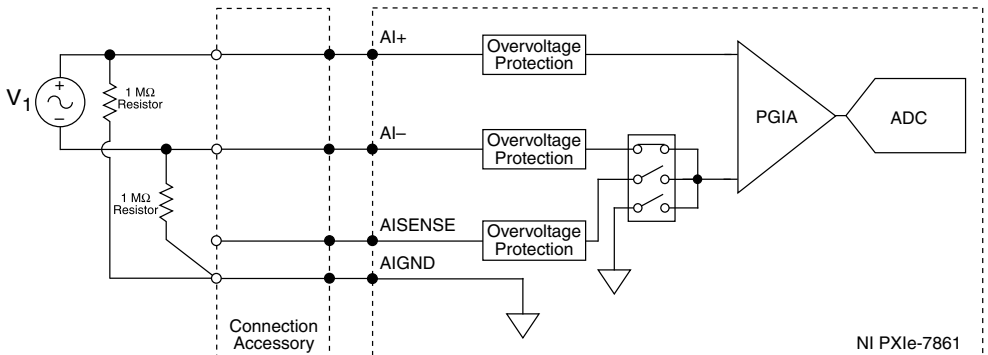 AI+
Overvoltage
Protection
1 MΩ
Resistor
V1
+
–
PGIA
ADC
AI–
Overvoltage
Protection
1 MΩ
Resistor
AISENSE
Overvoltage
Protection
AIGND
Connection
Accessory
NI PXIe-7861